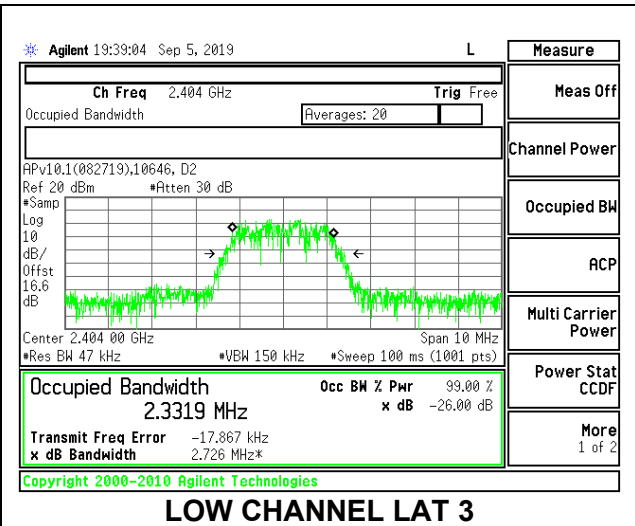 Agilent 19:39:04 Sep 5, 2019 L
Measure
Ch Freq 2.404 GHz Trig Free
Meas Off
Occupied Bandwidth Averages: 20
Channel Power
APv10.1(082719),10646, D2
Ref 20 dBm #Atten 30 dB
#Samp
Occupied BW
Log
10
dB/
ACP
Offst
16.6
dB
Multi Carrier
Power
Center 2.404 00 GHz Span 10 MHz
#Res BW 47 kHz #VBW 150 kHz #Sweep 100 ms (1001 pts)
Power Stat
CCDF
Occupied Bandwidth Occ BW % Pwr 99.00 %
2.3319 MHz x dB -26.00 dB
Transmit Freq Error -17.867 kHz
x dB Bandwidth 2.726 MHz*
More
1 of 2
Copyright 2000-2010 Agilent Technologies
LOW CHANNEL LAT 3